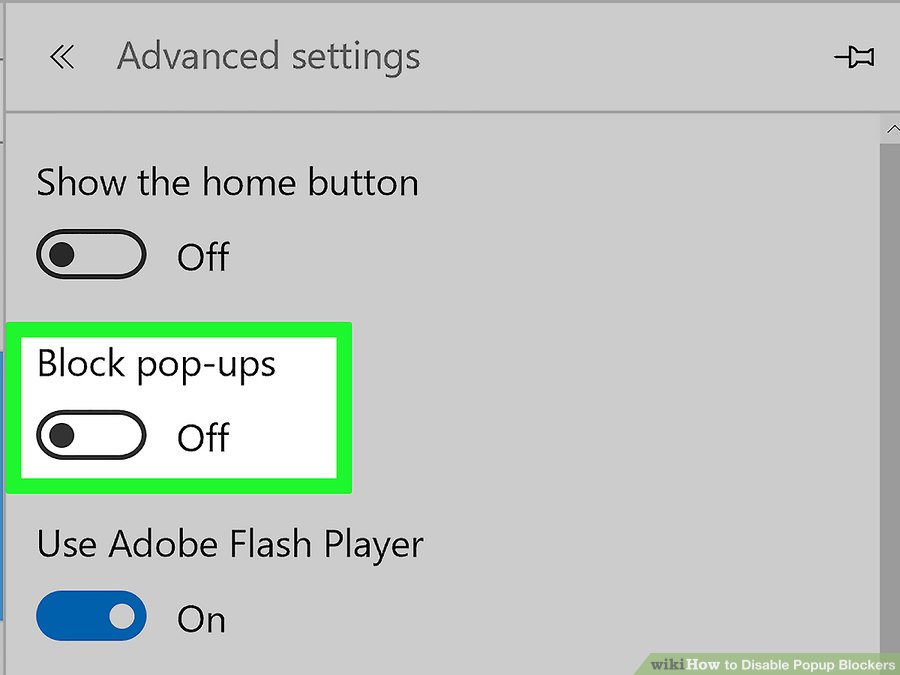 Advanced settings
Show the home button
Off
Block pop-ups
Off
Use Adobe Flash Player
On
wikiHow to Disable Popup Blockers